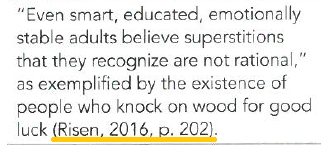 “Even smart, educated, emotionally
stable adults believe superstitions
that they recognize are not rational,”
as exemplified by the existence of
people who knock on wood for good
luck (Risen, 2016, p. 202).